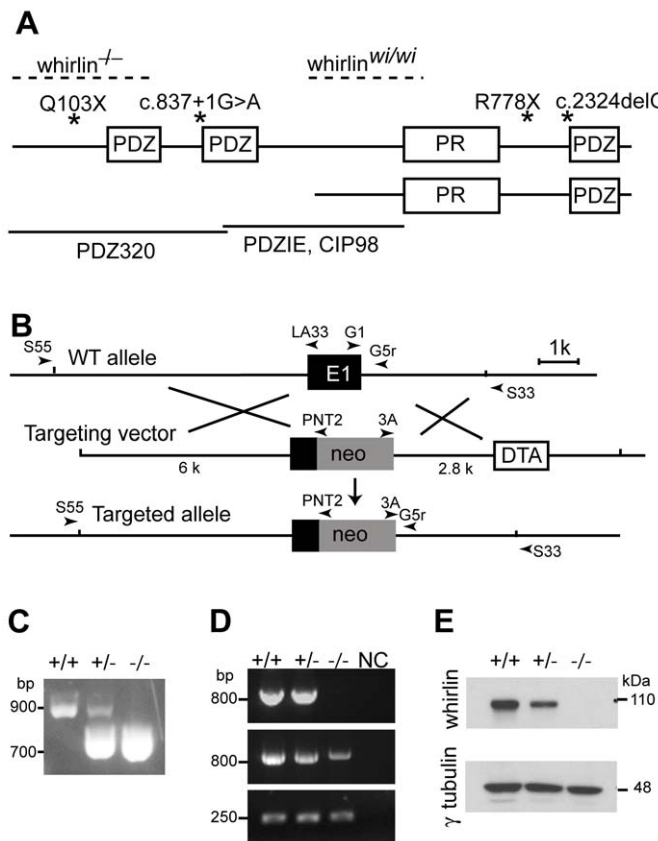 A
whirlin–/–
whirlinwi/wi
Q103X
c.837+1G>A
R778X
c.2324delC
*
*
*
*
PDZ
PDZ
PR
PDZ
PR
PDZ
PDZ320
PDZIE, CIP98
B
S55
WT allele
LA33
G1
G5r
E1
1k
S33
Targeting vector
PNT2
3A
neo
6 k
2.8 k
DTA
S55
Targeted allele
PNT2
3A
G5r
neo
S33
C
+/+
+/-
-/-
bp
900
700
D
+/+
+/-
-/-
NC
bp
800
800
250
E
+/+
+/-
-/-
kDa
whirlin
110
γ tubulin
48